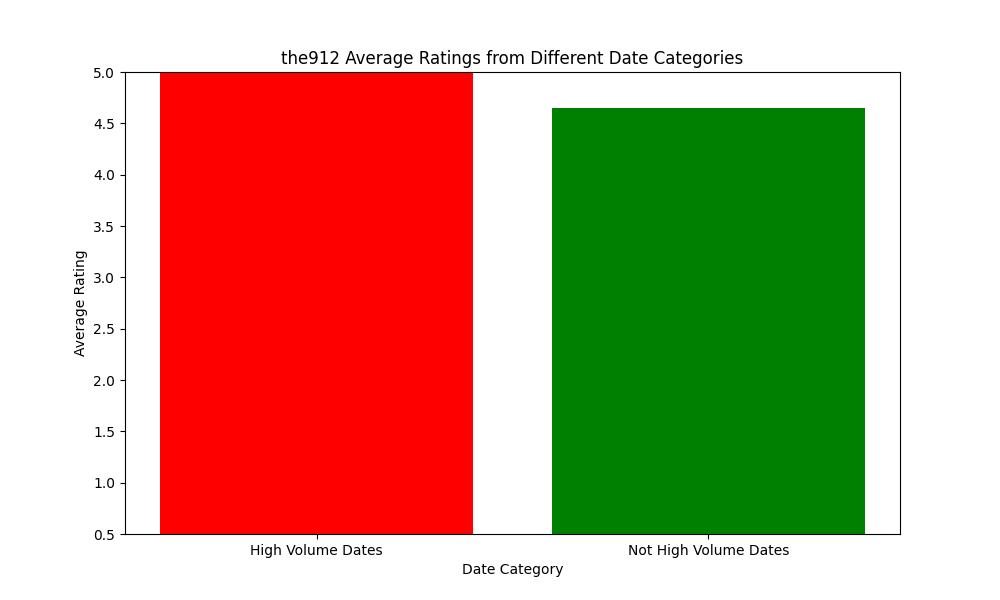 the912 Average Ratings from Different Date Categories
5.0
4.5
4.0
3.5
3.0
2.5
2.0
1.5
1.0
0.5
Average Rating
High Volume Dates
Not High Volume Dates
Date Category